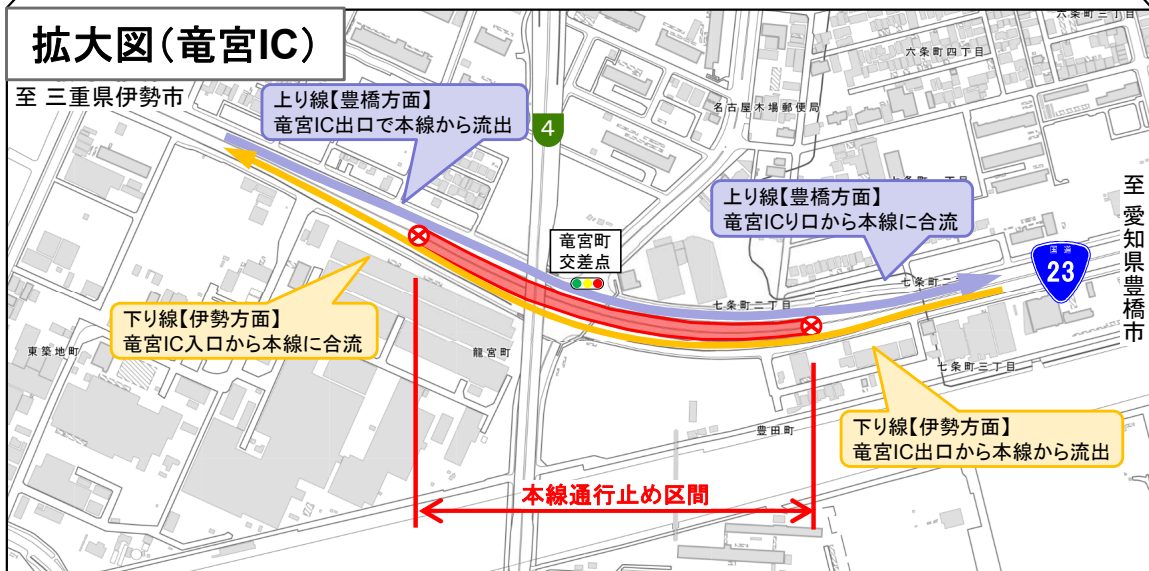 拡大図(竜宮IC)
至 三重県伊勢市
上り線【豊橋方面】
竜宮IC出口で本線から流出
4
六条町三丁目
六条町四丁目
名古屋木場郵便局
上り線【豊橋方面】
竜宮ICり口から本線に合流
至 愛知県豊橋市
国道
23
竜宮町
交差点
七条町二丁目
下り線【伊勢方面】
竜宮IC入口から本線に合流
東築地町
龍宮町
七条町三丁目
豊田町
下り線【伊勢方面】
竜宮IC出口から本線から流出
本線通行止め区間